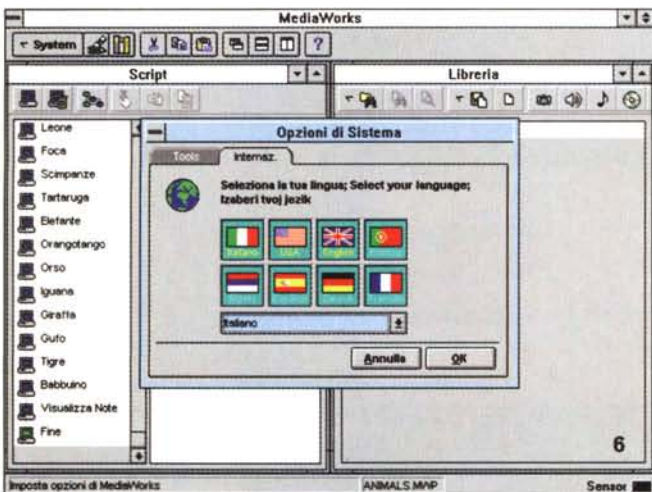 MediaWorks
System
?
Script
Libreria
Leone
Foca
Scimpanze
Tartaruga
Elefante
Orangotango
Orso
Iguana
Giraffa
Gufo
Tigre
Babbuino
Visualizza Note
Fine
Opzioni di Sistema
Tools
Internaz.
Seleziona la tua lingua; Select your language;
Izaberi tvoj jezik
Italiano
USA
English
Italiano
Annulla
OK
6
Imposta opzioni di MediaWorks
ANIMALS.MWP
Sensor